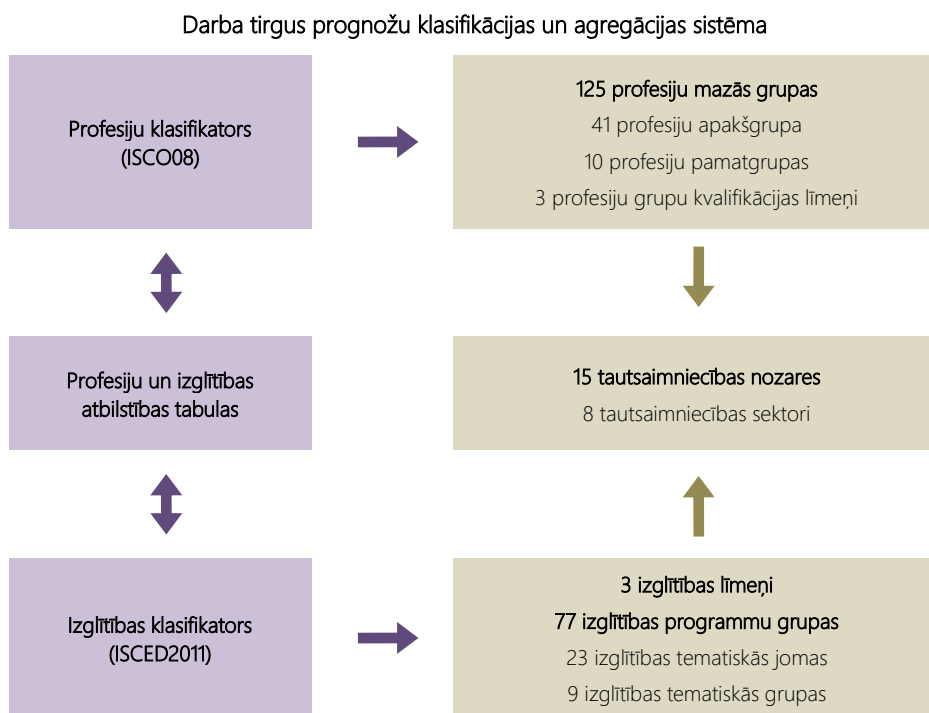 Darba tirgus prognožu klasifikācijas un agregācijas sistēma
Profesiju klasifikators
(ISCO08)
125 profesiju mazās grupas
41 profesiju apakšgrupa
10 profesiju pamatgrupas
3 profesiju grupu kvalifikācijas līmeņi
Profesiju un izglītības
atbilstības tabulas
15 tautsaimniecības nozares
8 tautsaimniecības sektori
Izglītības klasifikators
(ISCED2011)
3 izglītības līmeņi
77 izglītības programmu grupas
23 izglītības tematiskās jomas
9 izglītības tematiskās grupas